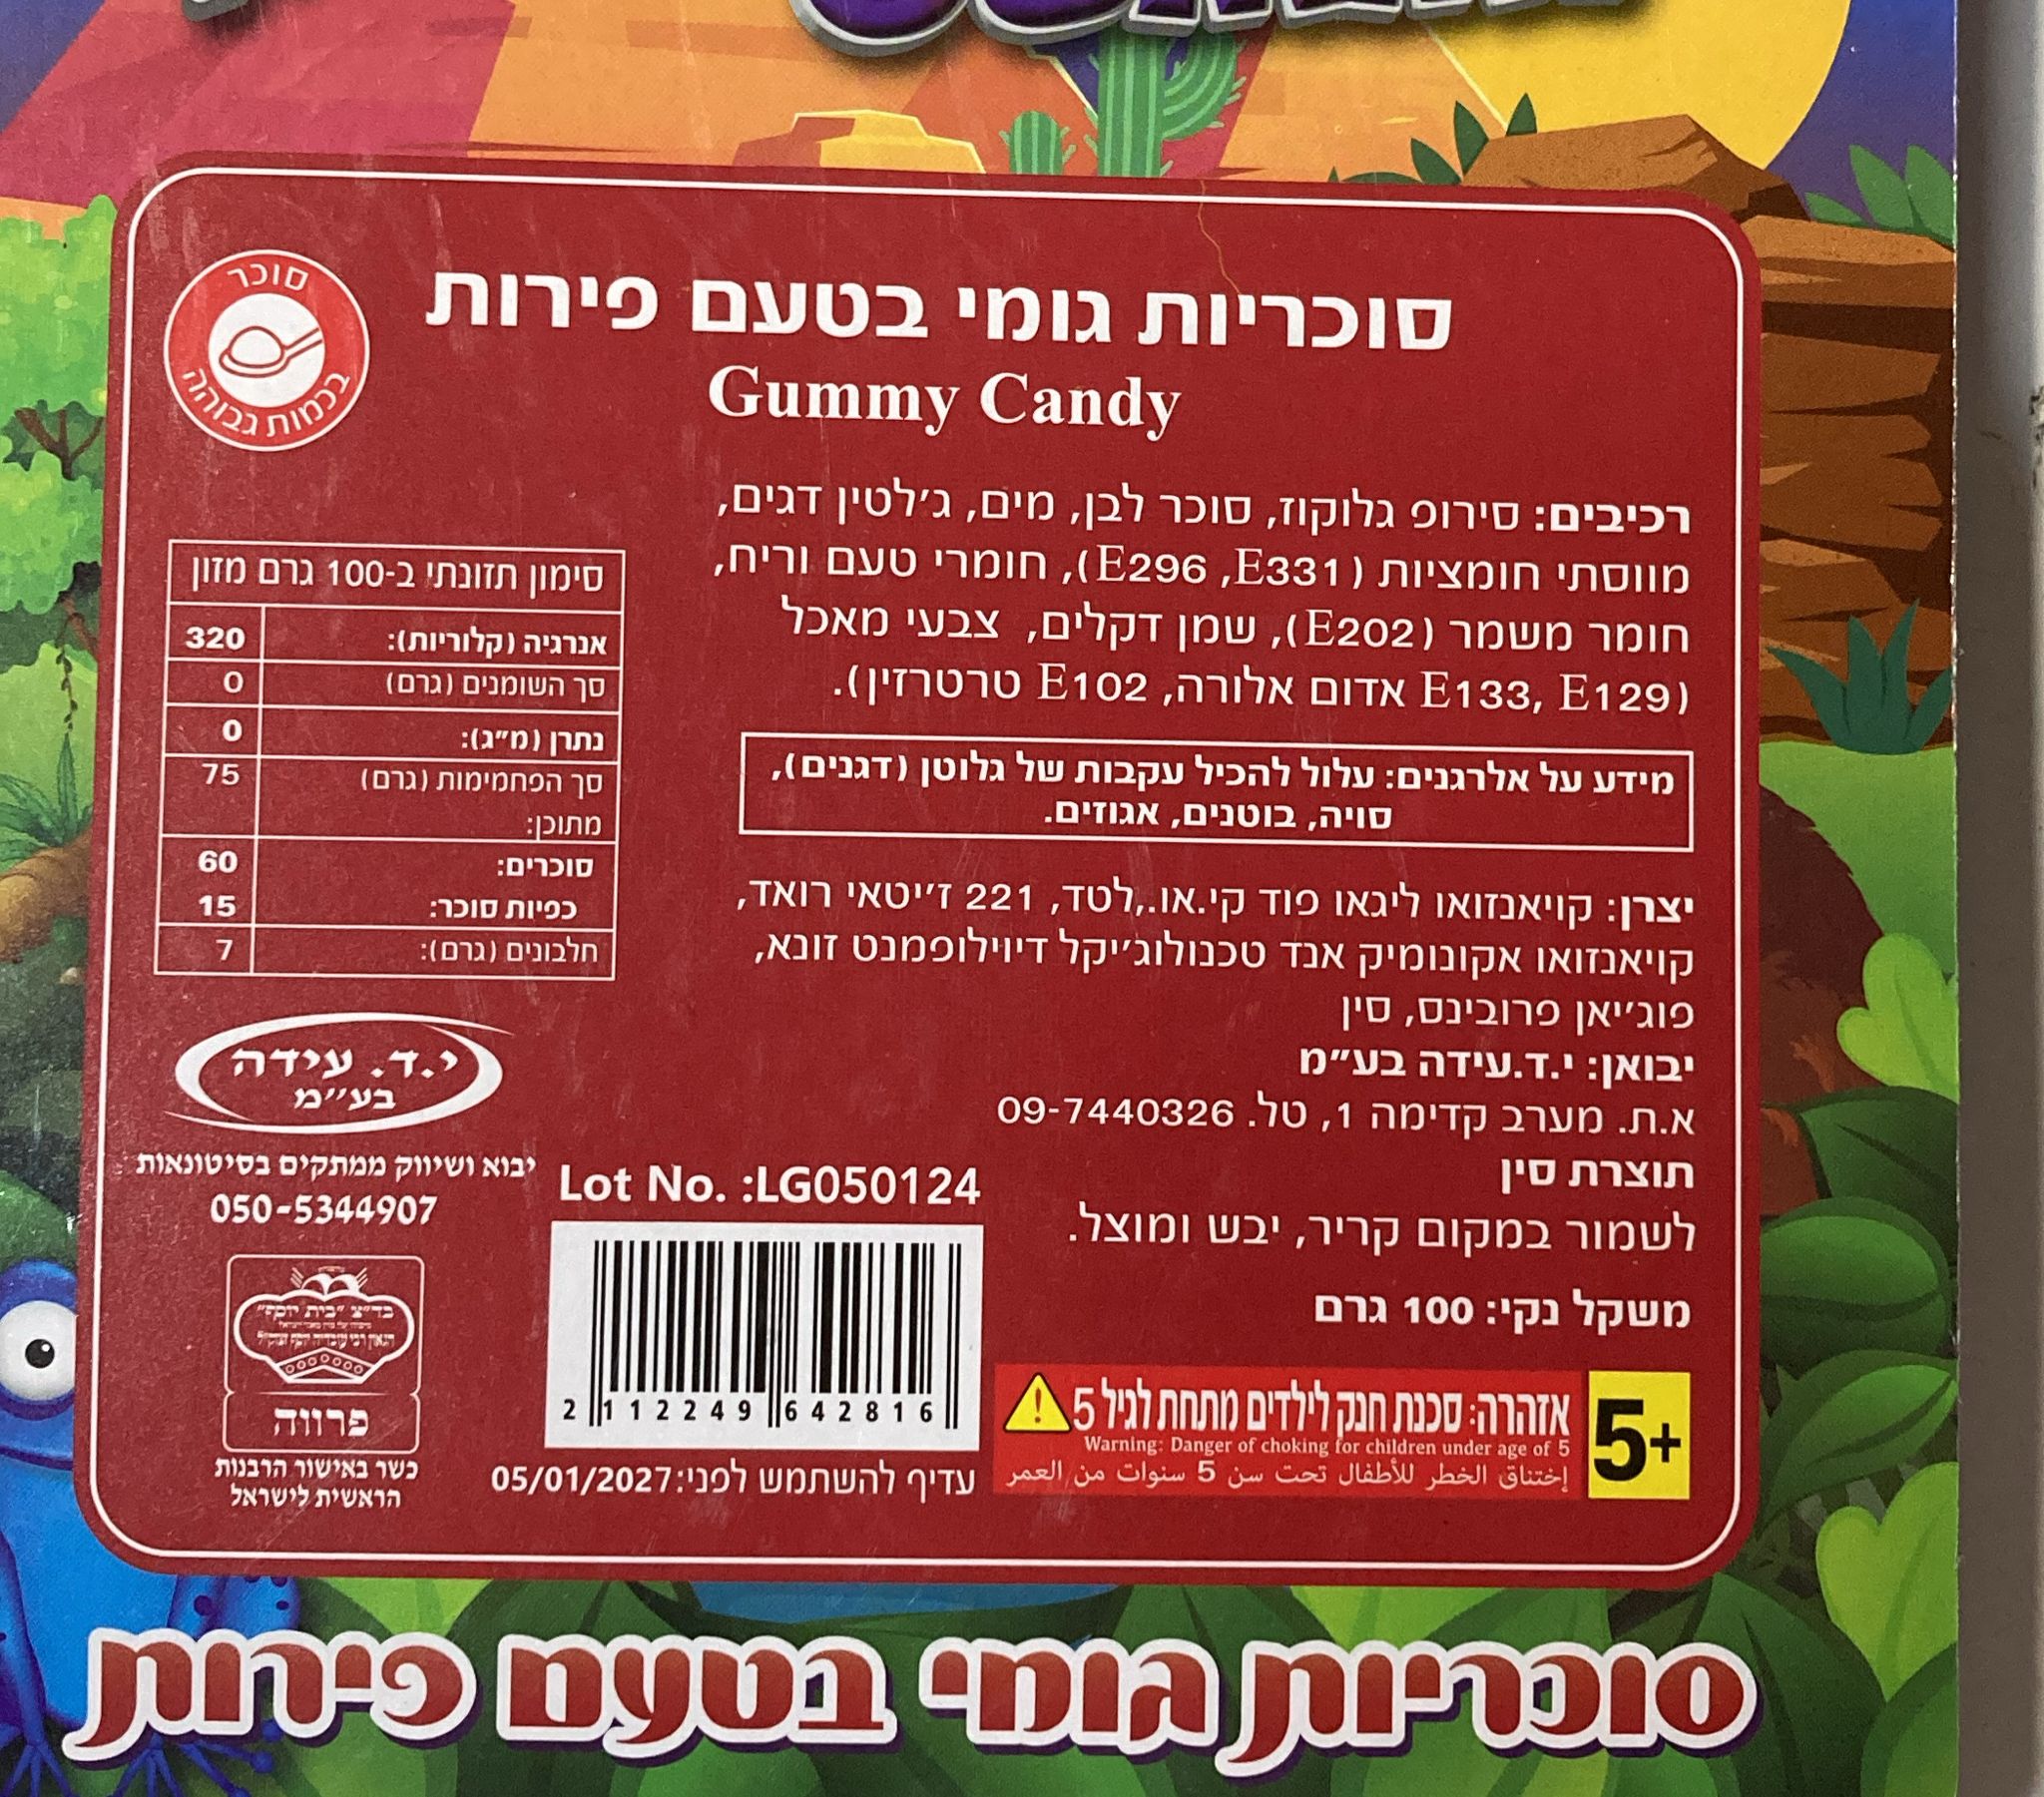 סוכר
בכמות גבוהה
סוכריות גומי בטעם פירות
Gummy Candy
רכיבים: סירופ גלוקוז, סוכר לבן, מים, ג'לטין דגים,
מווסתי חומציות (E296 ,E331), חומרי טעם וריח,
חומר משמר (E202), שמן דקלים, צבעי מאכל
(E133, E129 אדום אלורה, E102 טרטרזין).
מידע על אלרגנים: עלול להכיל עקבות של גלוטן (דגנים),
סויה, בוטנים, אגוזים.
יצרן: קויאנזואו ליגאו פוד קי.או.,לטד, 221 ז'יטאי רואד,
קויאנזואו אקונומיק אנד טכנולוג'יקל דיוילופמנט זונא,
פוג'יאן פרובינס, סין
יבואן: י.ד.עידה בע"מ
א.ת. מערב קדימה 1, טל. 09-7440326
תוצרת סין
לשמור במקום קריר, יבש ומוצל.
משקל נקי: 100 גרם
5+
אזהרה: סכנת חנק לילדים מתחת לגיל 5
Warning: Danger of choking for children under age of 5
إختناق الخطر للأطفال تحت سن 5 سنوات من العمر
סימון תזונתי ב-100 גרם מזון
אנרגיה (קלוריות): 320
סך השומנים (גרם) 0
נתרן (מ"ג): 0
סך הפחמימות (גרם) 75
מתוכן:
סוכרים: 60
כפיות סוכר: 15
חלבונים (גרם): 7
י.ד. עידה
בע"מ
יבוא ושיווק ממתקים בסיטונאות
050-5344907
Lot No. :LG050124
2 112249 642816
עדיף להשתמש לפני:05/01/2027
בד"צ "בית יוסף"
פרווה
כשר באישור הרבנות
הראשית לישראל
סוכריות גומי בטעם פירות